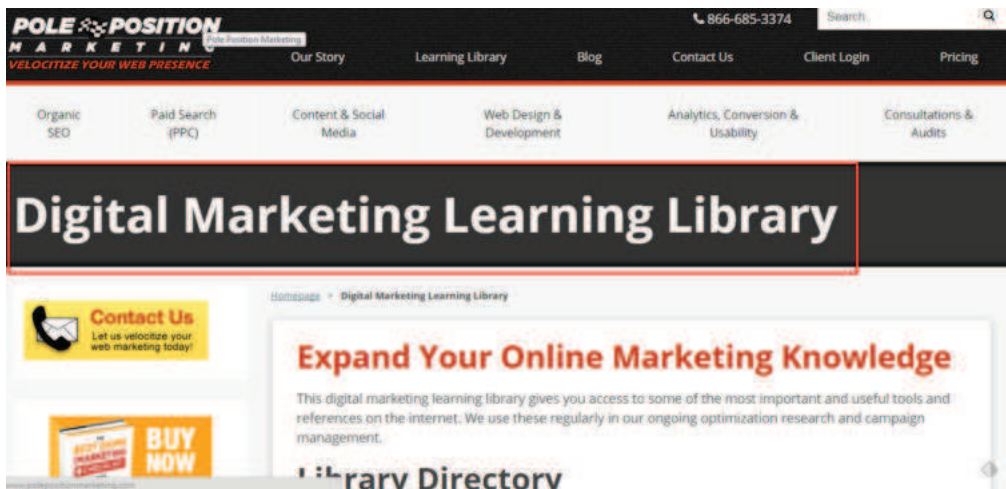 POLE POSITION
866-685-3374
Search
MARKETING
Pole Position Marketing
VELOCITIZE YOUR WEB PRESENCE
Our Story
Learning Library
Blog
Contact Us
Client Login
Pricing
Organic
SEO
Paid Search
(PPC)
Content & Social
Media
Web Design &
Development
Analytics, Conversion &
Usability
Consultations &
Audits
Digital Marketing Learning Library
Homepage > Digital Marketing Learning Library
Contact Us
Let us velocitize your
web marketing today!
Expand Your Online Marketing Knowledge
This digital marketing learning library gives you access to some of the most important and useful tools and
references on the internet. We use these regularly in our ongoing optimization research and campaign
management.
BUY
NOW
Library Directory
www.polepositionmarketing.com